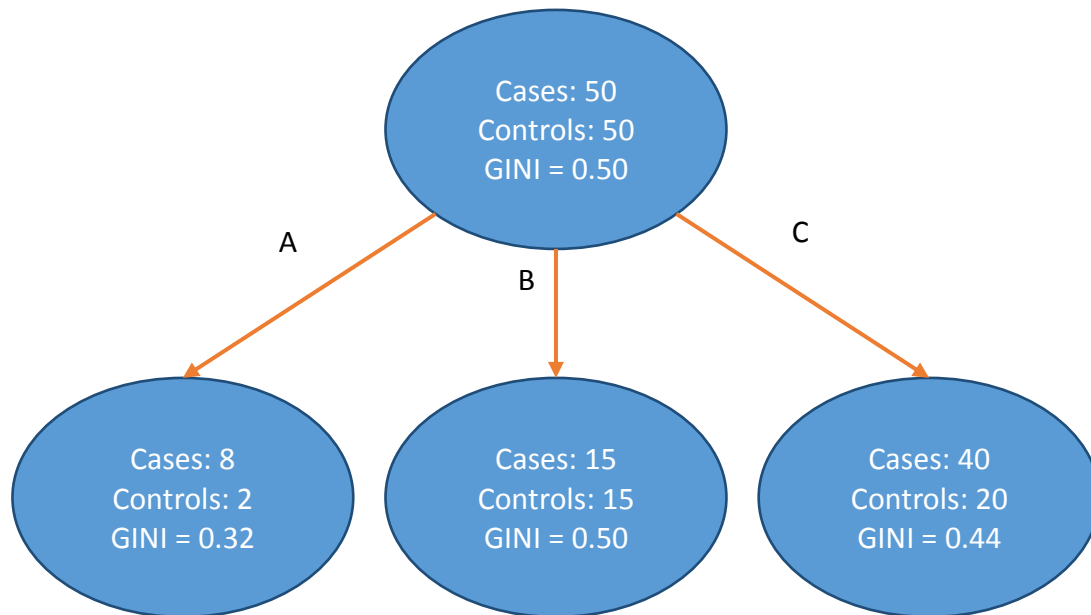 Cases: 50
Controls: 50
GINI = 0.50
A
B
C
Cases: 8
Controls: 2
GINI = 0.32
Cases: 15
Controls: 15
GINI = 0.50
Cases: 40
Controls: 20
GINI = 0.44